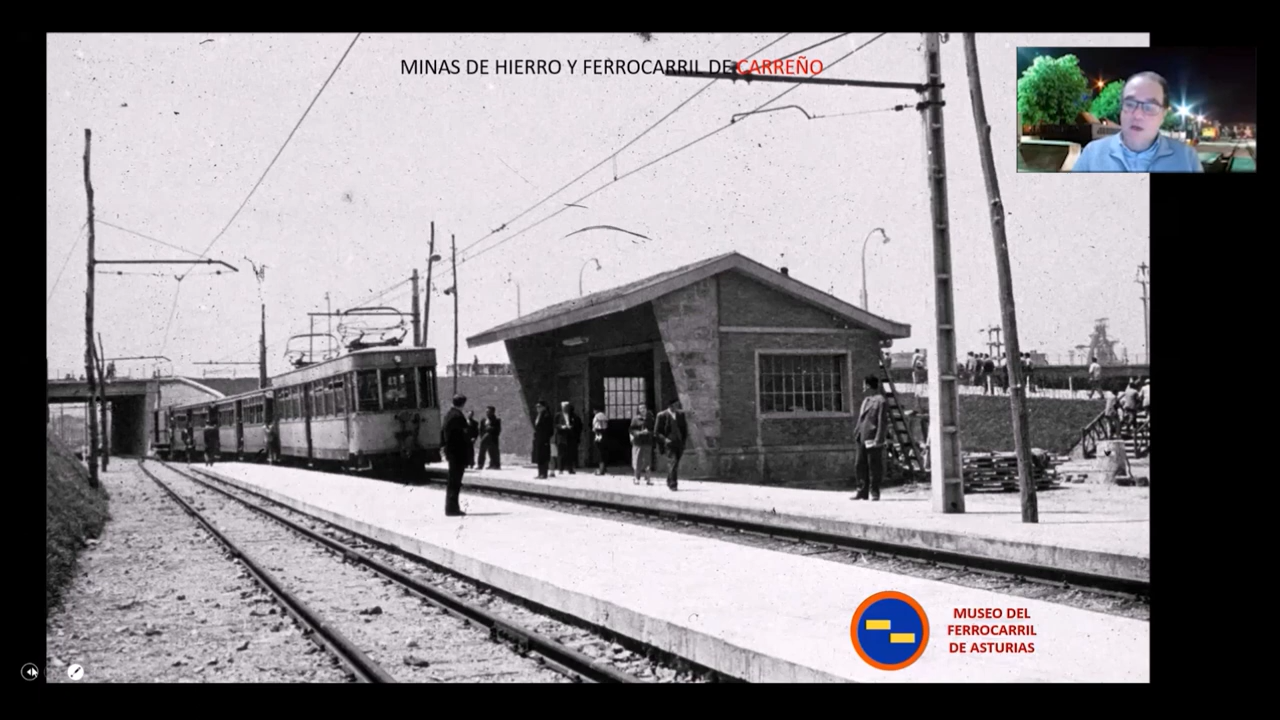 MINAS DE HIERRO Y FERROCARRIL DE CARREÑO
MUSEO DEL
FERROCARRIL
DE ASTURIAS